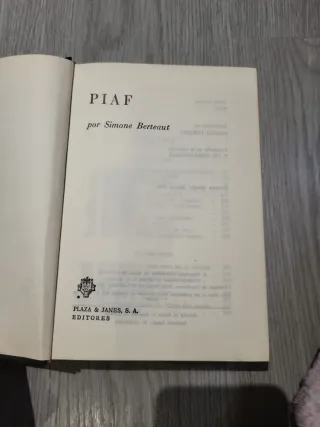 PIAF
por Simone Berteaut
PLAZA & JANES, S. A.
EDITORES